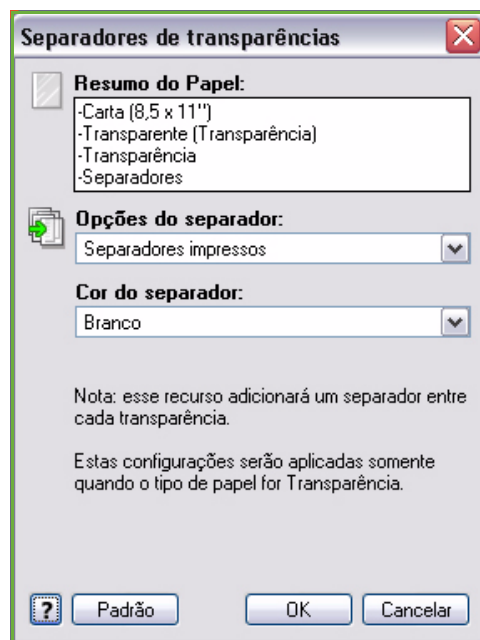 Separadores de transparências
Resumo do Papel:
-Carta (8,5 x 11")
-Transparente (Transparência)
-Transparência
-Separadores
Opções do separador:
Separadores impressos
Cor do separador:
Branco
Nota: esse recurso adicionará um separador entre
cada transparência.
Estas configurações serão aplicadas somente
quando o tipo de papel for Transparência.
?
Padrão
OK
Cancelar